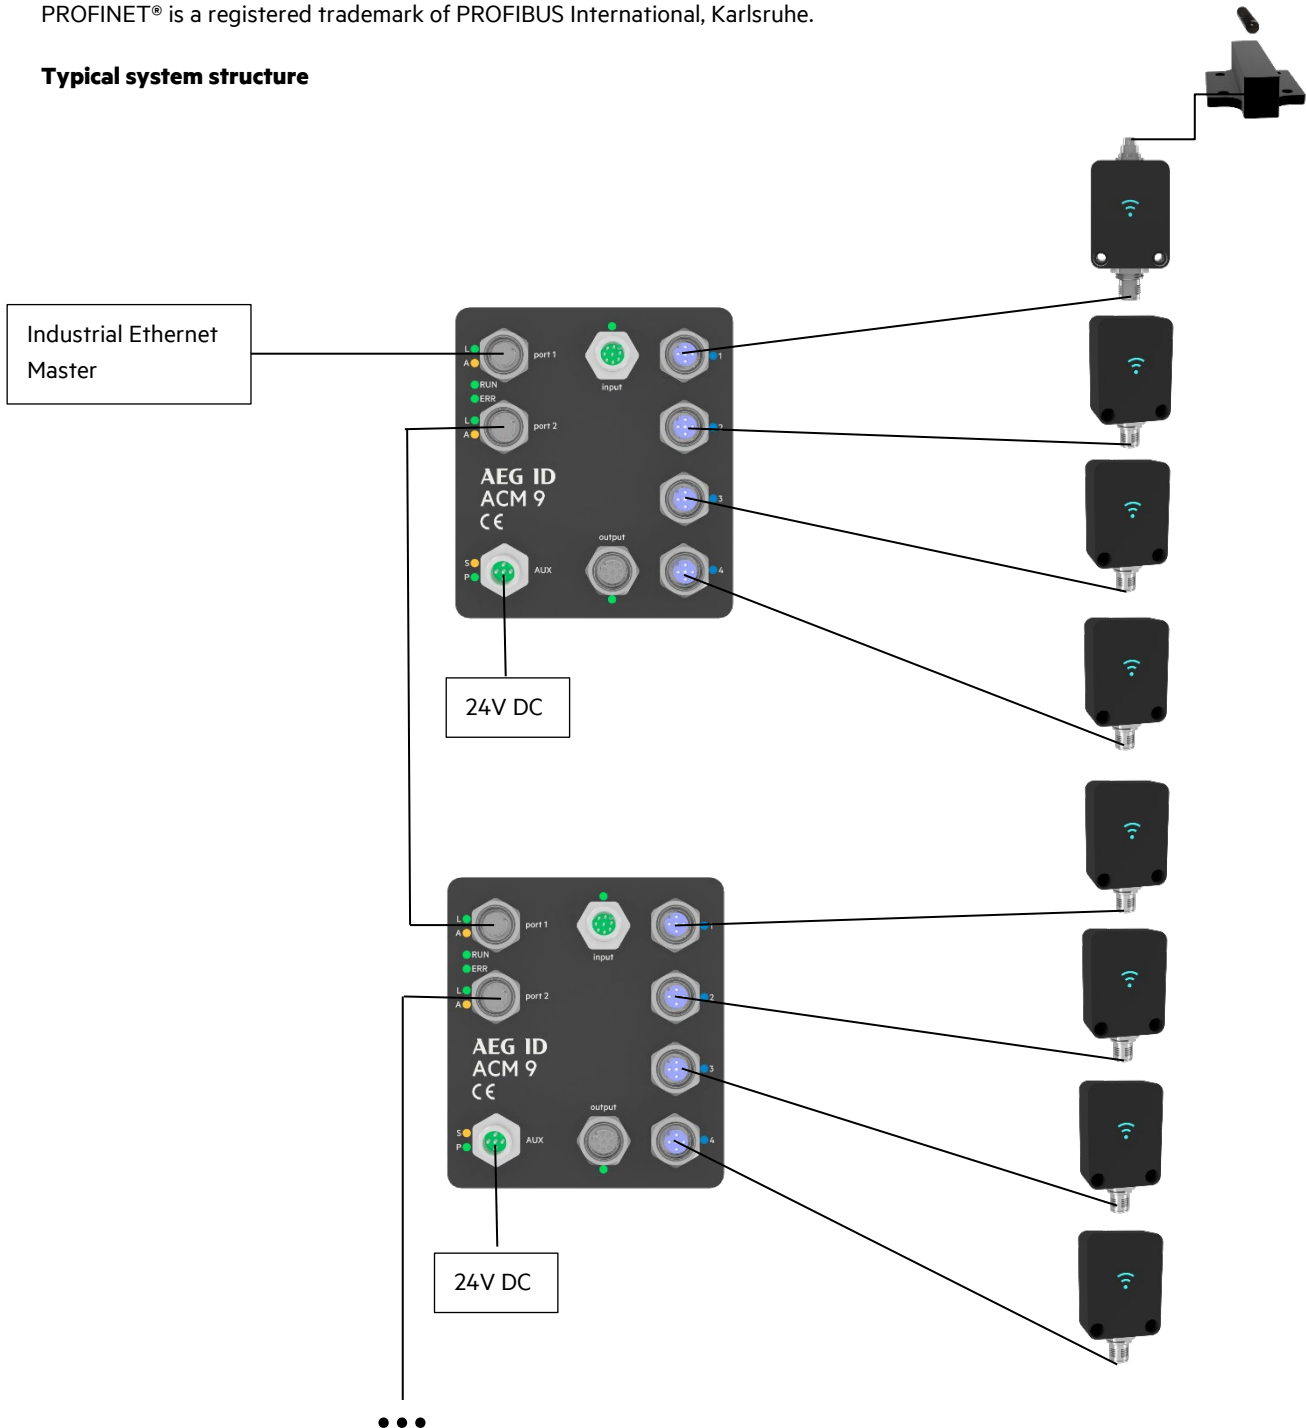 PROFINET® is a registered trademark of PROFIBUS International, Karlsruhe.
Typical system structure
Industrial Ethernet
Master
L
A
port 1
RUN
ERR
L
A
port 2
input
1
2
3
4
AEG ID
ACM 9
CE
output
S
P
AUX
24V DC
L
A
port 1
RUN
ERR
L
A
port 2
input
1
2
3
4
AEG ID
ACM 9
CE
output
S
P
AUX
24V DC